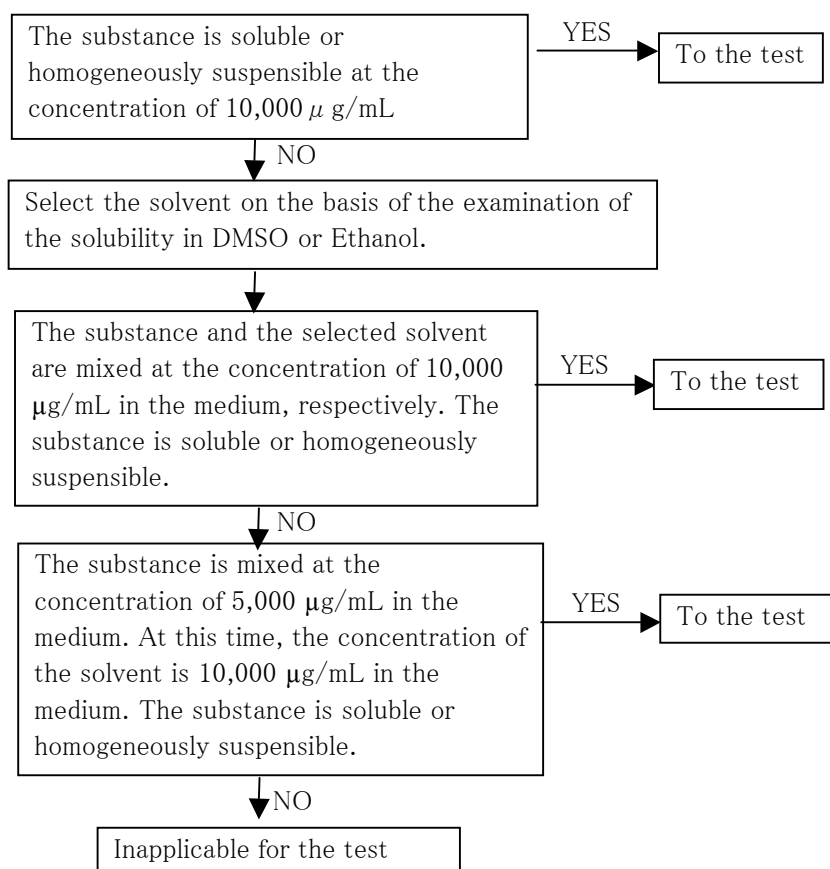 The substance is soluble or
homogeneously suspensible at the
concentration of 10,000 μ g/mL
YES
To the test
NO
Select the solvent on the basis of the examination of
the solubility in DMSO or Ethanol.
The substance and the selected solvent
are mixed at the concentration of 10,000
μg/mL in the medium, respectively. The
substance is soluble or homogeneously
suspensible.
YES
To the test
NO
The substance is mixed at the
concentration of 5,000 μg/mL in the
medium. At this time, the concentration of
the solvent is 10,000 μg/mL in the
medium. The substance is soluble or
homogeneously suspensible.
YES
To the test
NO
Inapplicable for the test